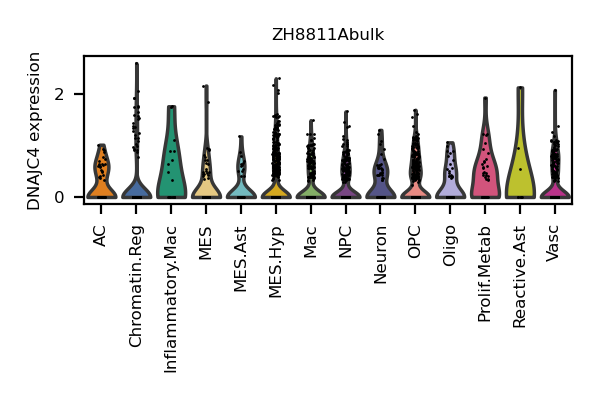 ZH8811Abulk
DNAJC4 expression
2
0
AC
Chromatin.Reg
Inflammatory.Mac
MES
MES.Ast
MES.Hyp
Mac
NPC
Neuron
OPC
Oligo
Prolif.Metab
Reactive.Ast
Vasc